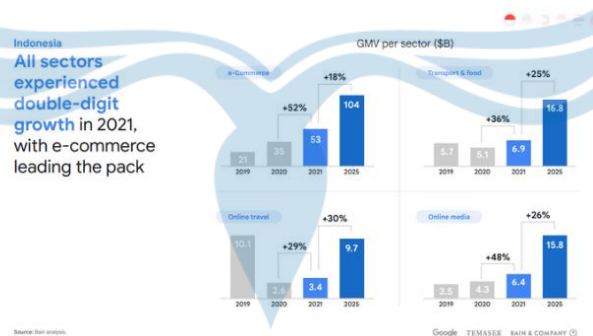 Indonesia
All sectors
experienced
double-digit
growth in 2021,
with e-commerce
leading the pack
GMV per sector ($B)
e-Commerce
+18%
+52%
21
35
53
104
2019 2020 2021 2025
Transport & food
+25%
+36%
5.7
5.1
6.9
16.8
2019 2020 2021 2025
Online travel
+30%
+29%
10.1
2.6
3.4
9.7
2019 2020 2021 2025
Online media
+26%
+48%
3.5
4.3
6.4
15.8
2019 2020 2021 2025
Source: Bain analysis.
Google TEMASEK BAIN & COMPANY